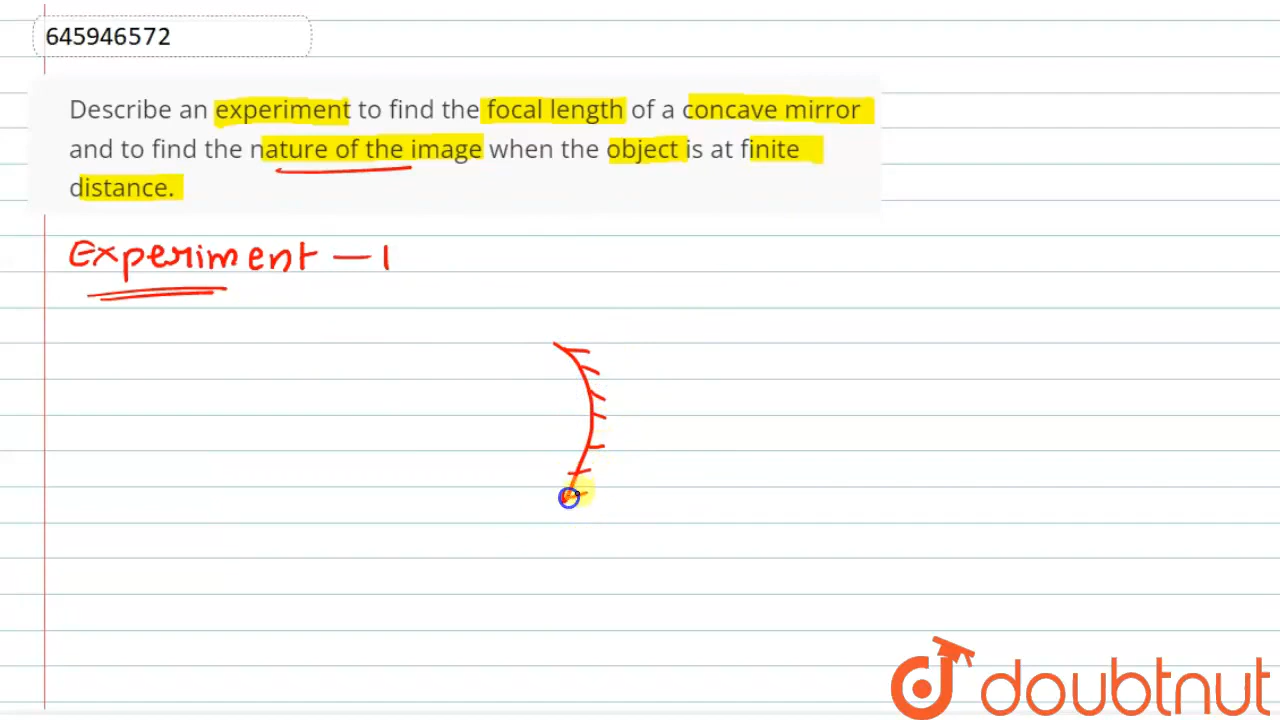 645946572
Describe an experiment to find the focal length of a concave mirror
and to find the nature of the image when the object is at finite
distance.
Experiment - 1
doubtnut